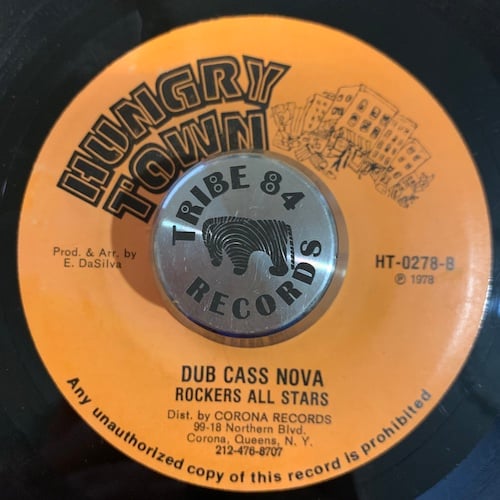 HUNGRY
TOWN
TRIBE 84
RECORDS
Prod. & Arr. by
E. DaSilva
HT-0278-B
℗ 1978
DUB CASS NOVA
ROCKERS ALL STARS
Dist. by CORONA RECORDS
99-18 Northern Blvd.
Corona, Queens, N. Y.
212-476-8707
Any unauthorized copy of this record is prohibited